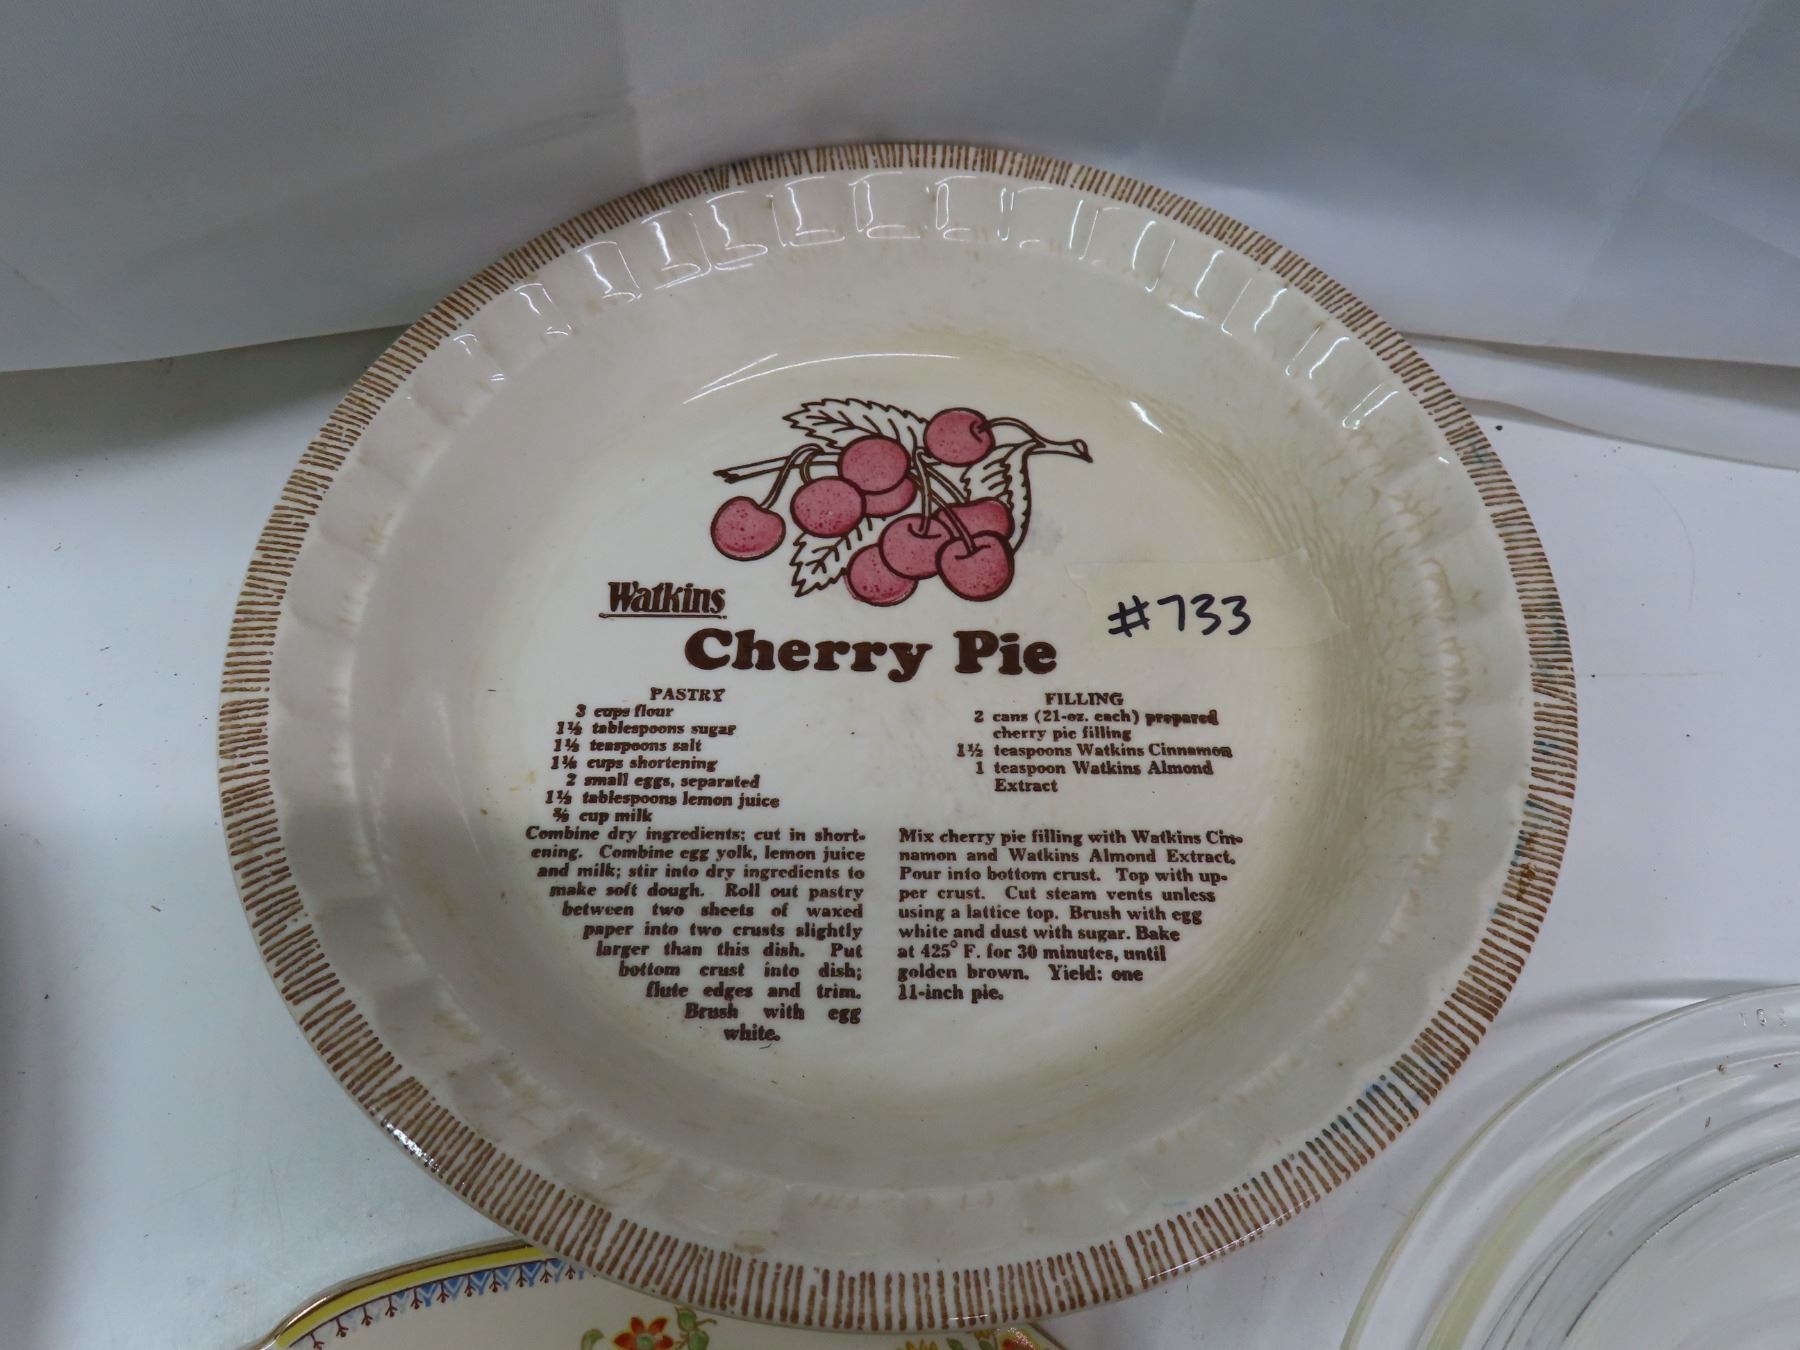 Watkins
#733
Cherry Pie
PASTRY
3 cups flour
1½ tablespoons sugar
1½ teaspoons salt
cups shortening
2 small eggs, separated
1½ tablespoons lemon juice
cup milk
Combine dry ingredients; cut in short-
ening. Combine egg yolk, lemon juice
and milk; stir into dry ingredients to
make soft dough. Roll out pastry
between two sheets of waxed
paper into two crusts slightly
larger than this dish. Put
bottom crust into dish;
flute edges and trim.
Brush with egg
white.
FILLING
2 cans (21-oz. each) prepared
cherry pie filling
1½ teaspoons Watkins Cinnamon
1 teaspoon Watkins Almond
Extract
Mix cherry pie filling with Watkins Cin-
namon and Watkins Almond Extract.
Pour into bottom crust. Top with up-
per crust. Cut steam vents unless
using a lattice top. Brush with egg
white and dust with sugar. Bake
at 425° F. for 30 minutes, until
golden brown. Yield: one
11-inch pie.